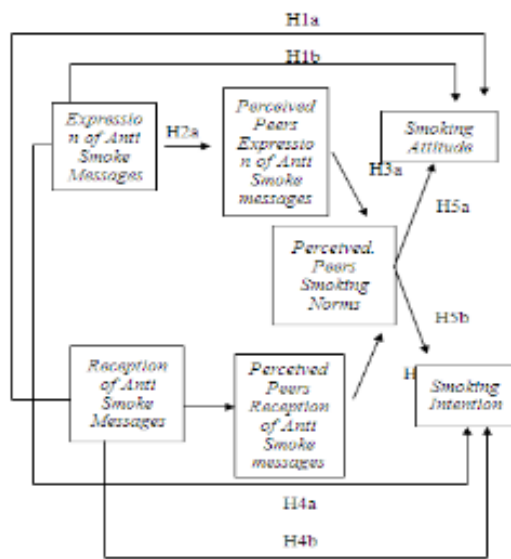 H1a
H1b
Expressio
n of Anti
Smoke
Messages
H2a
Perceived
Peers
Expressio
n of Anti
Smoke
messages
Smoking
Attitude
H3a
H5a
Perceived.
Peers
Smoking
Norms
H5b
Reception
of Anti
Smoke
Messages
Perceived
Peers
Reception
of Anti
Smoke
messages
H
Smoking
Intention
H4a
H4b